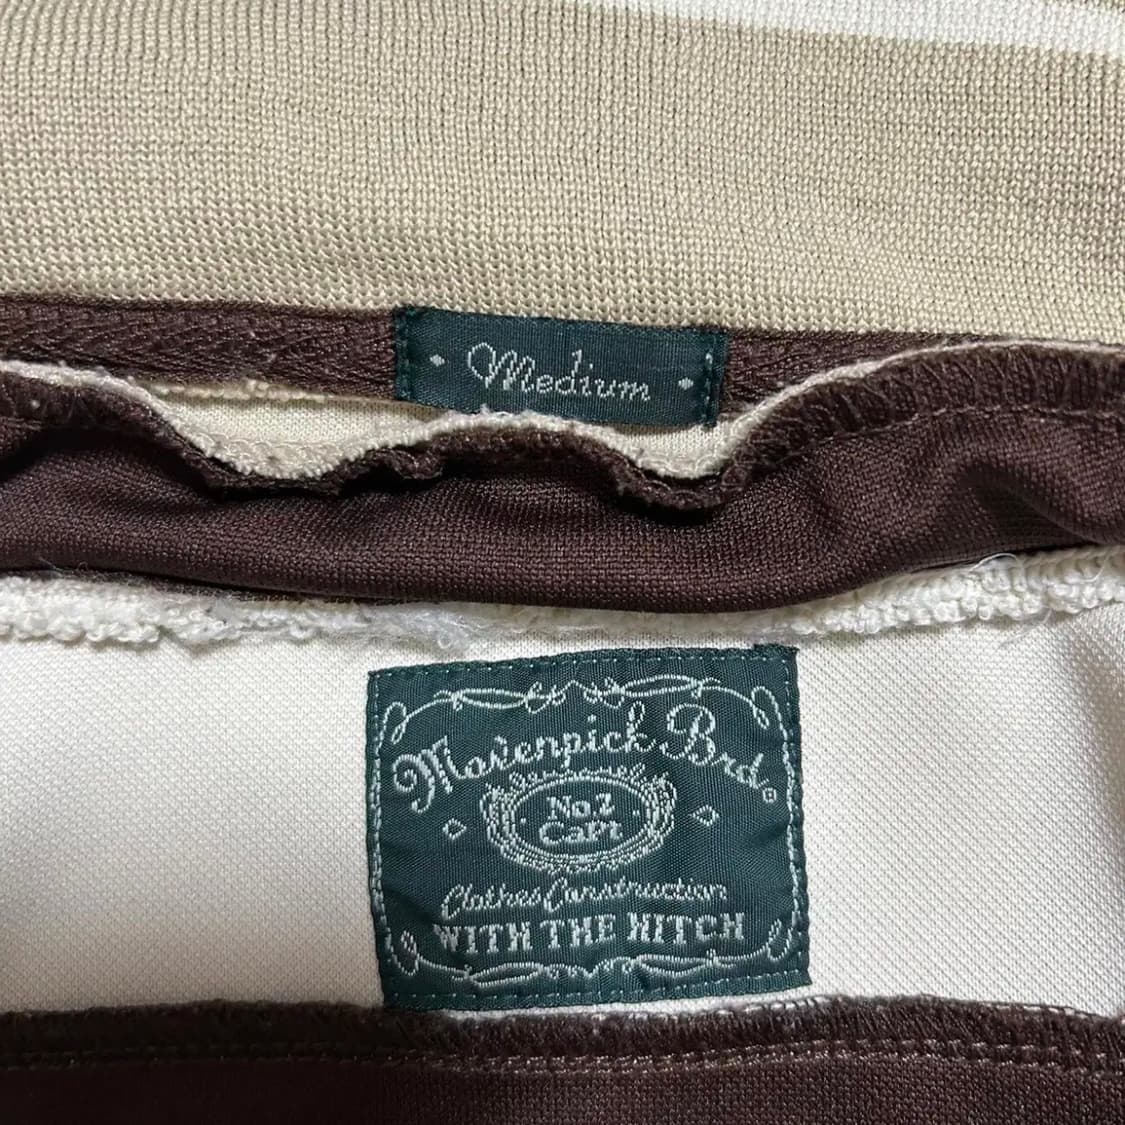 Medium
Movenpick Brd.
No.2
Cart
Clothes Construction
WITH THE HITCH